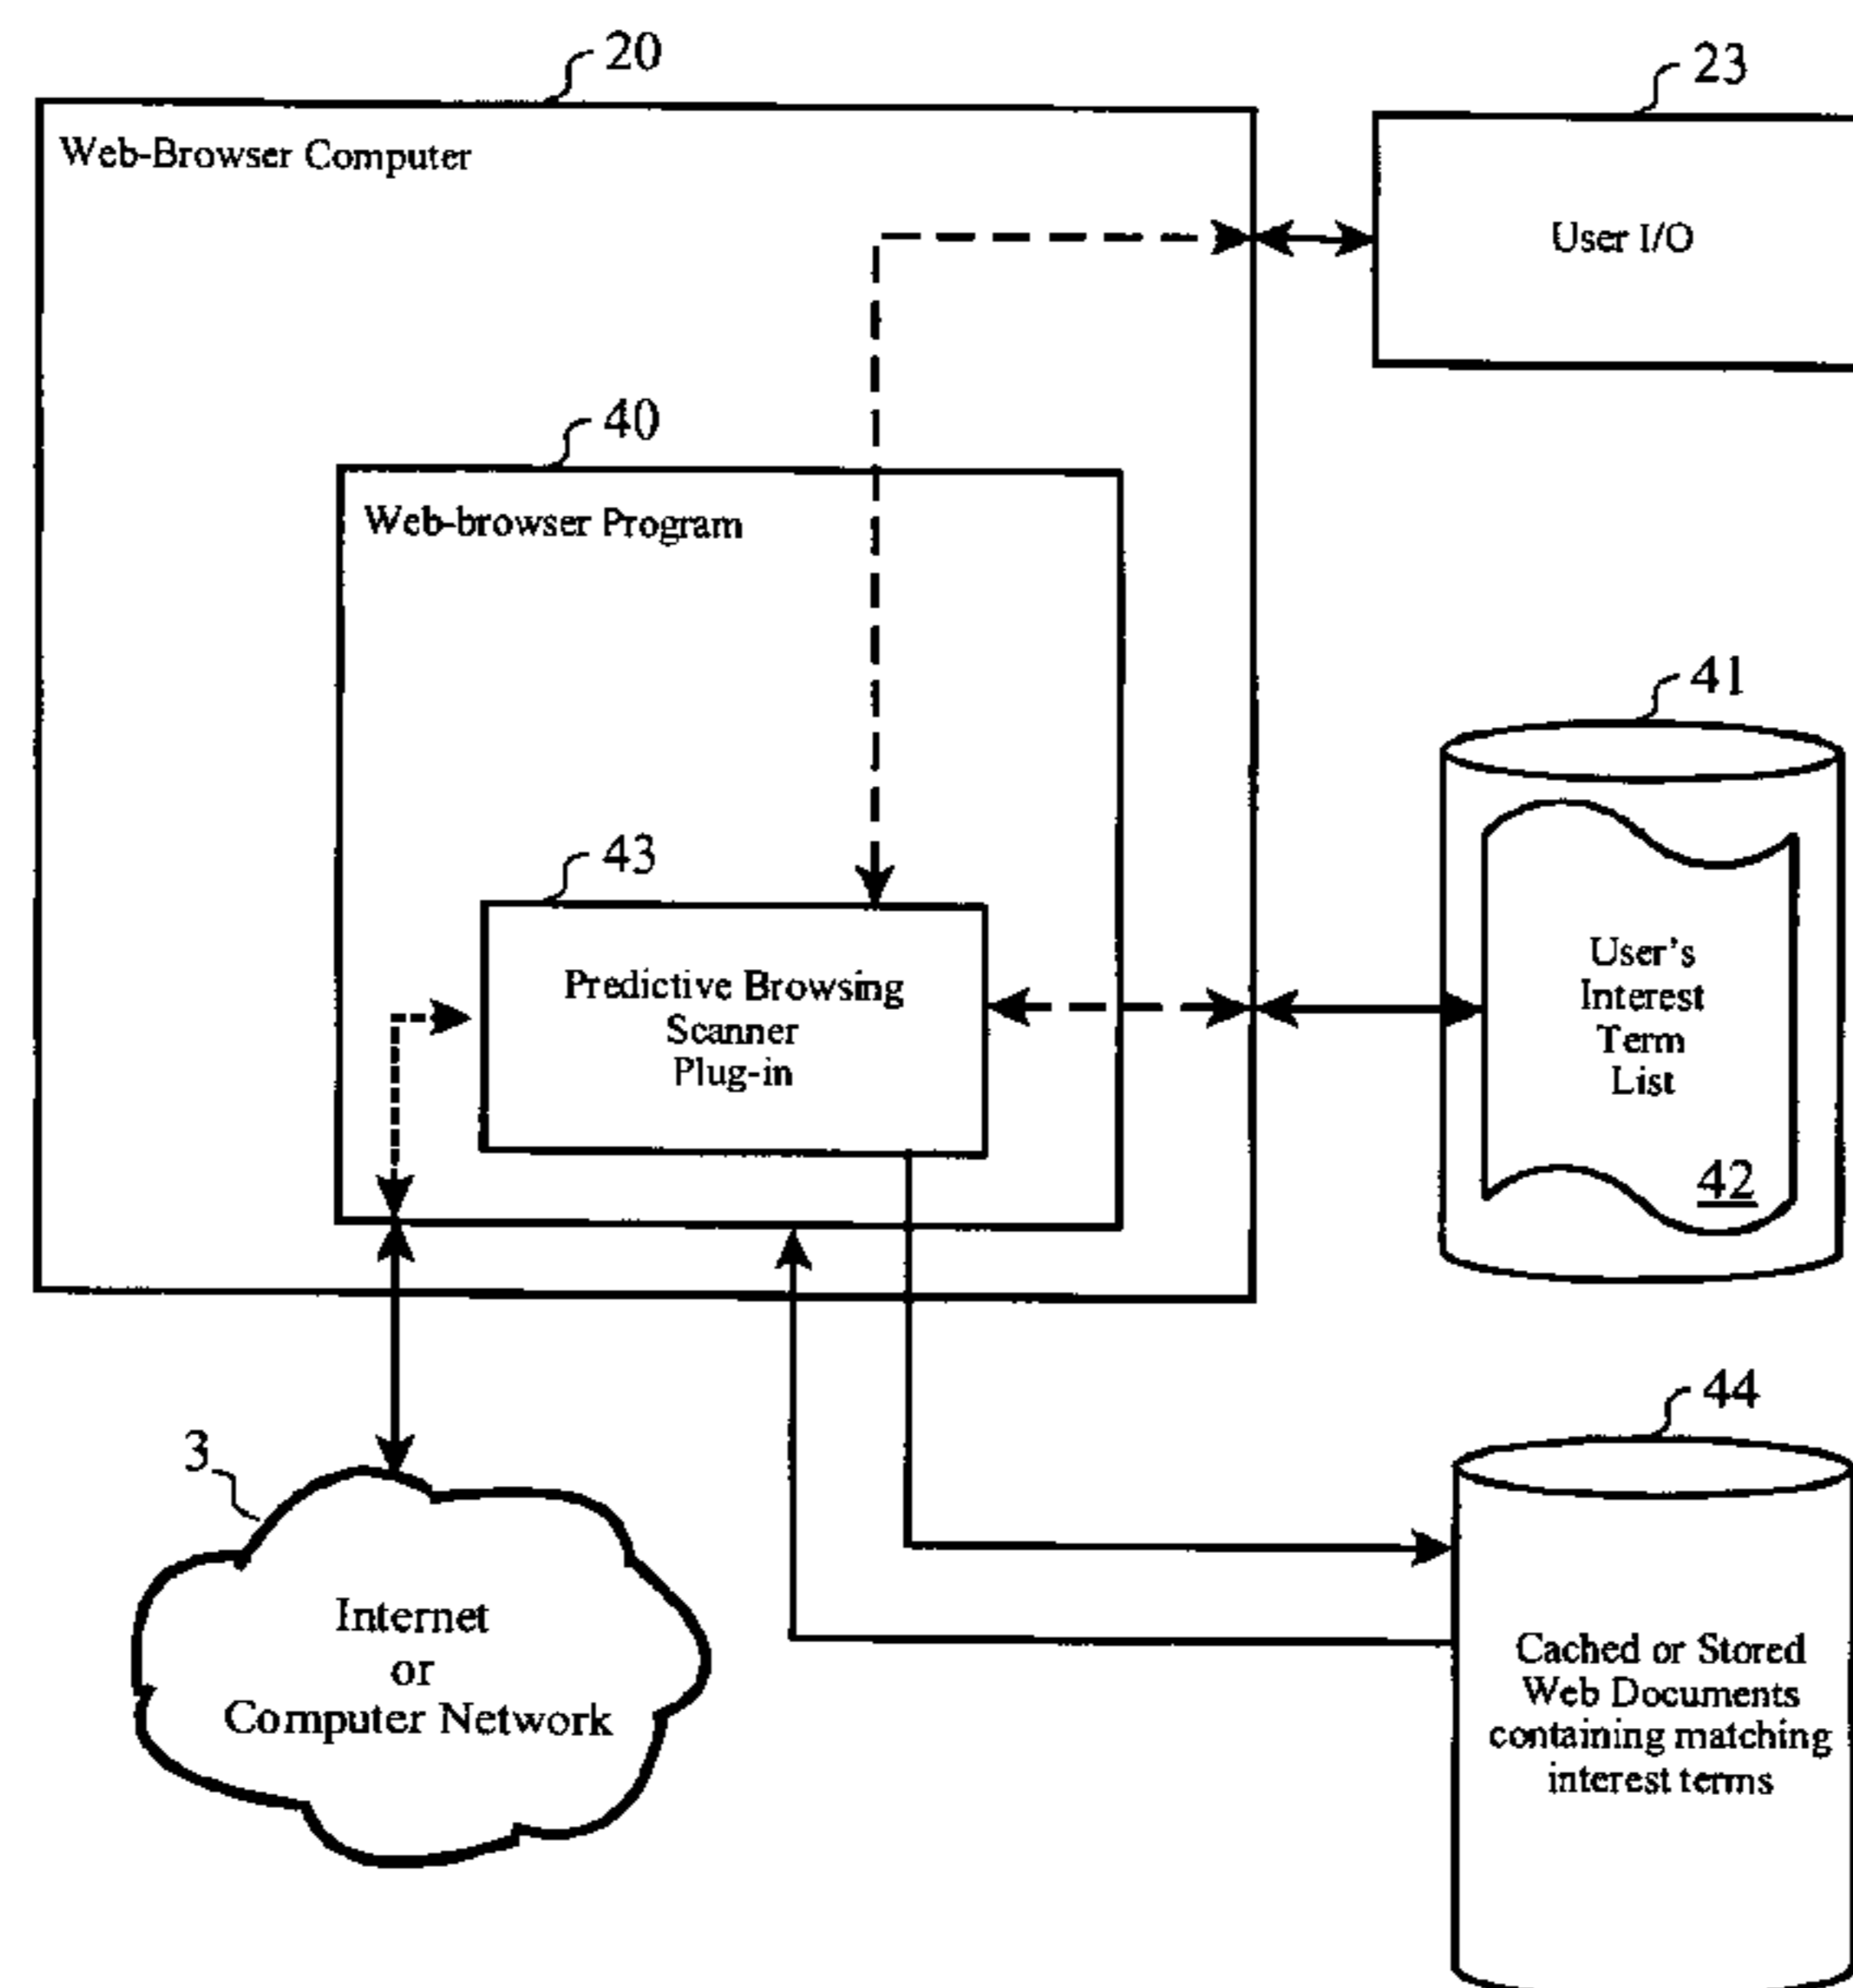 20
23
Web-Browser Computer
User I/O
40
Web-browser Program
41
43
Predictive Browsing
Scanner
Plug-in
User's
Interest
Term
List
42
44
3
Internet
or
Computer Network
Cached or Stored
Web Documents
containing matching
interest terms